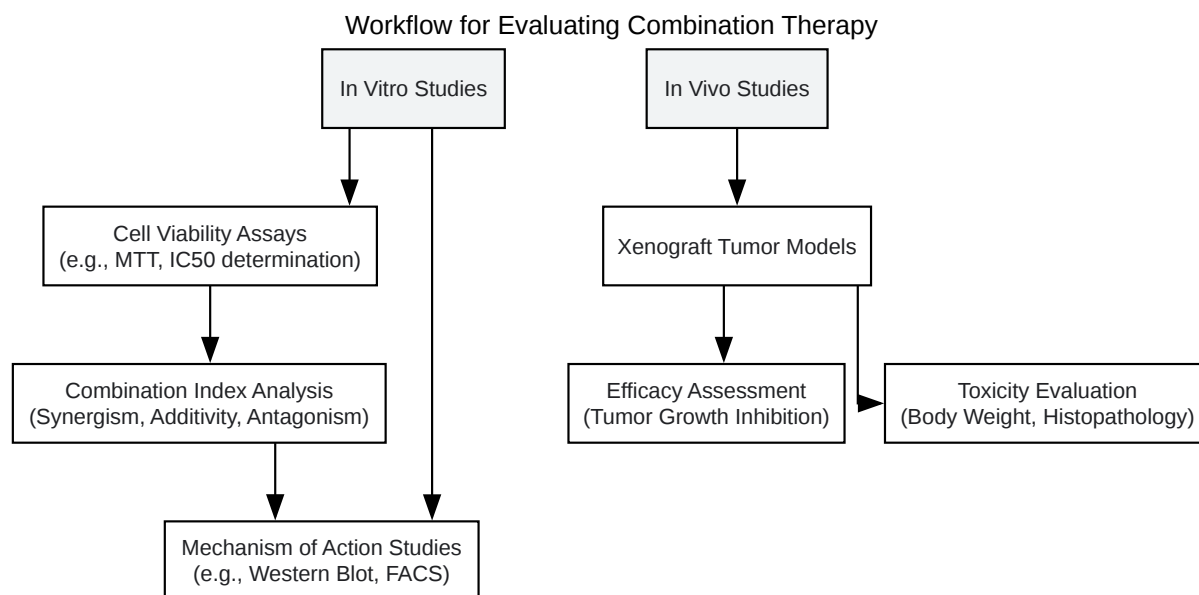 Workflow for Evaluating Combination Therapy
In Vitro Studies
In Vivo Studies
Cell Viability Assays
(e.g., MTT, IC50 determination)
Xenograft Tumor Models
Combination Index Analysis
(Synergism, Additivity, Antagonism)
Efficacy Assessment
(Tumor Growth Inhibition)
Toxicity Evaluation
(Body Weight, Histopathology)
Mechanism of Action Studies
(e.g., Western Blot, FACS)